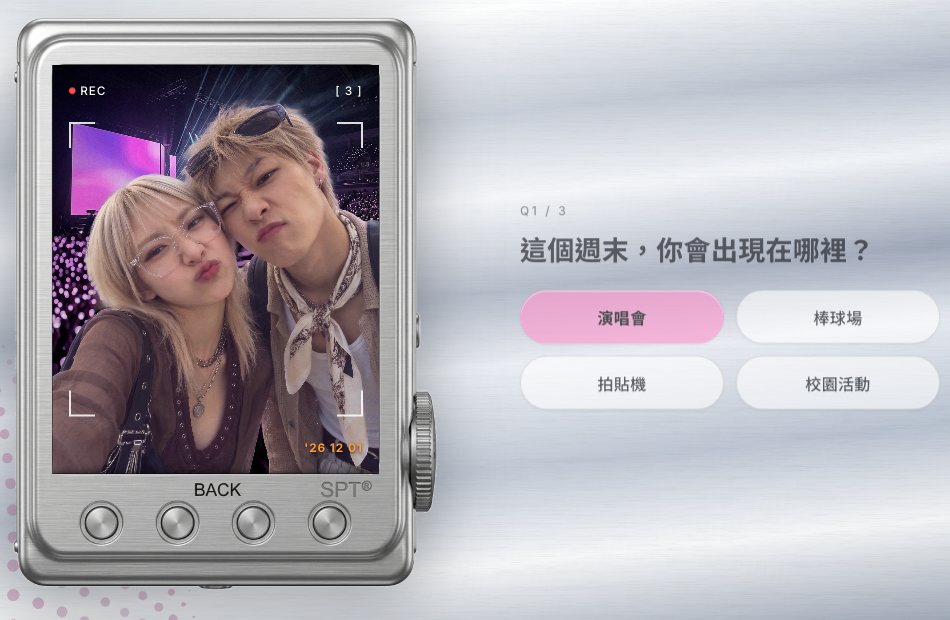 REC
[ 3 ]
'26 12 01
BACK
SPT®
Q1 / 3
這個週末，你會出現在哪裡？
演唱會
棒球場
拍貼機
校園活動